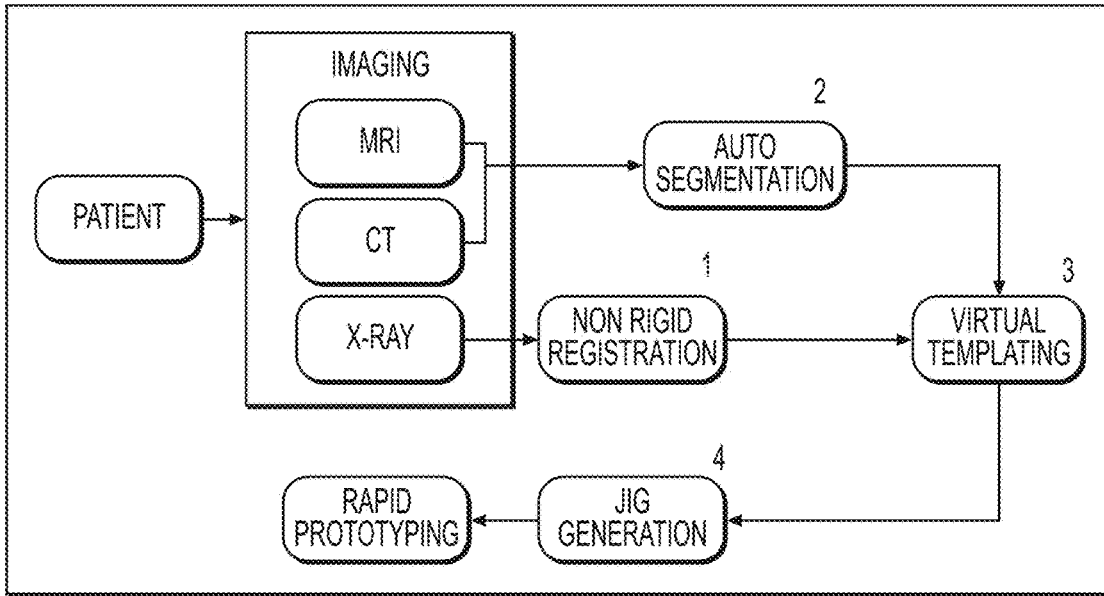 IMAGING
MRI
2
AUTO
SEGMENTATION
PATIENT
CT
1
3
X-RAY
NON RIGID
REGISTRATION
VIRTUAL
TEMPLATING
4
RAPID
PROTOTYPING
JIG
GENERATION